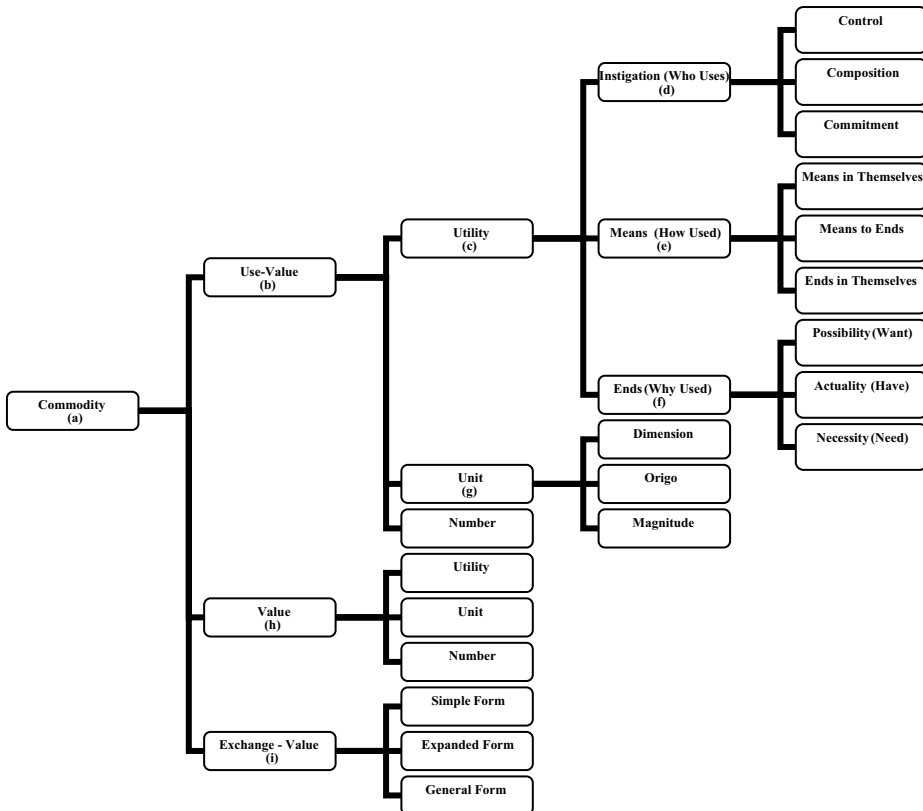 Control
Instigation (Who Uses)
(d)
Composition
Commitment
Means in Themselves
Utility
(c)
Means (How Used)
(e)
Means to Ends
Use-Value
(b)
Ends in Themselves
Possibility (Want)
Commodity
(a)
Ends (Why Used)
(f)
Actuality (Have)
Dimension
Necessity (Need)
Unit
(g)
Origo
Number
Magnitude
Utility
Value
(h)
Unit
Number
Simple Form
Exchange - Value
(i)
Expanded Form
General Form